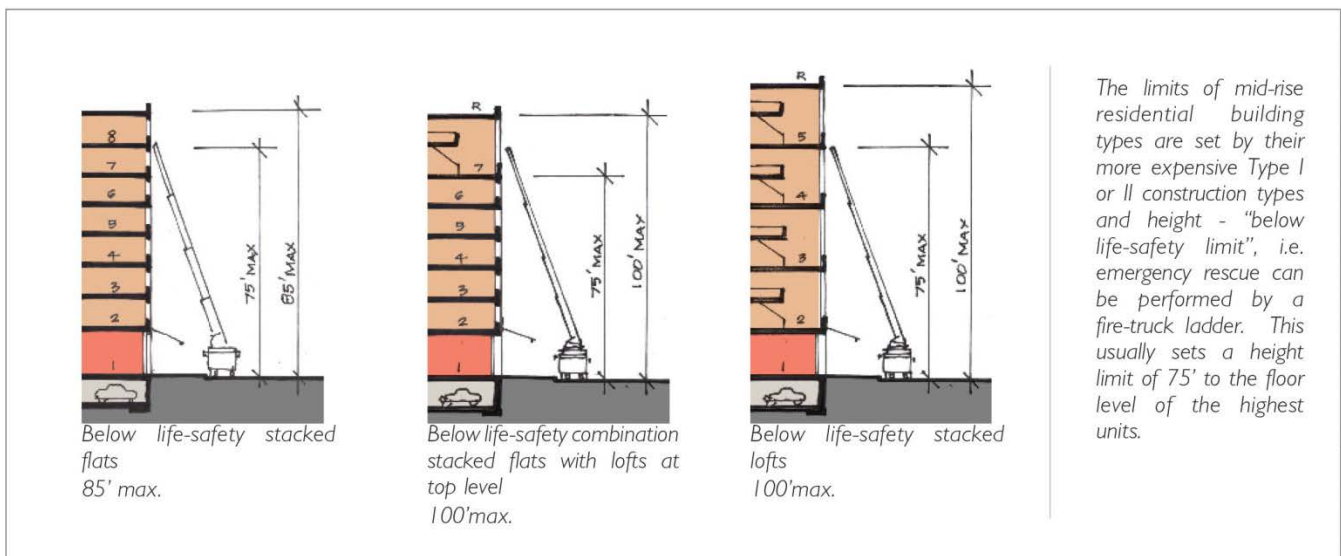 8
7
6
5
4
3
2
1
75' MAX
85' MAX
Below life-safety stacked
flats
85' max.
R
7
6
5
4
3
2
1
75' MAX
100' MAX
Below life-safety combination
stacked flats with lofts at
top level
100'max.
R
5
4
3
2
1
75' MAX
100' MAX
Below life-safety stacked
lofts
100'max.
The limits of mid-rise
residential building
types are set by their
more expensive Type I
or II construction types
and height - "below
life-safety limit", i.e.
emergency rescue can
be performed by a
fire-truck ladder. This
usually sets a height
limit of 75' to the floor
level of the highest
units.